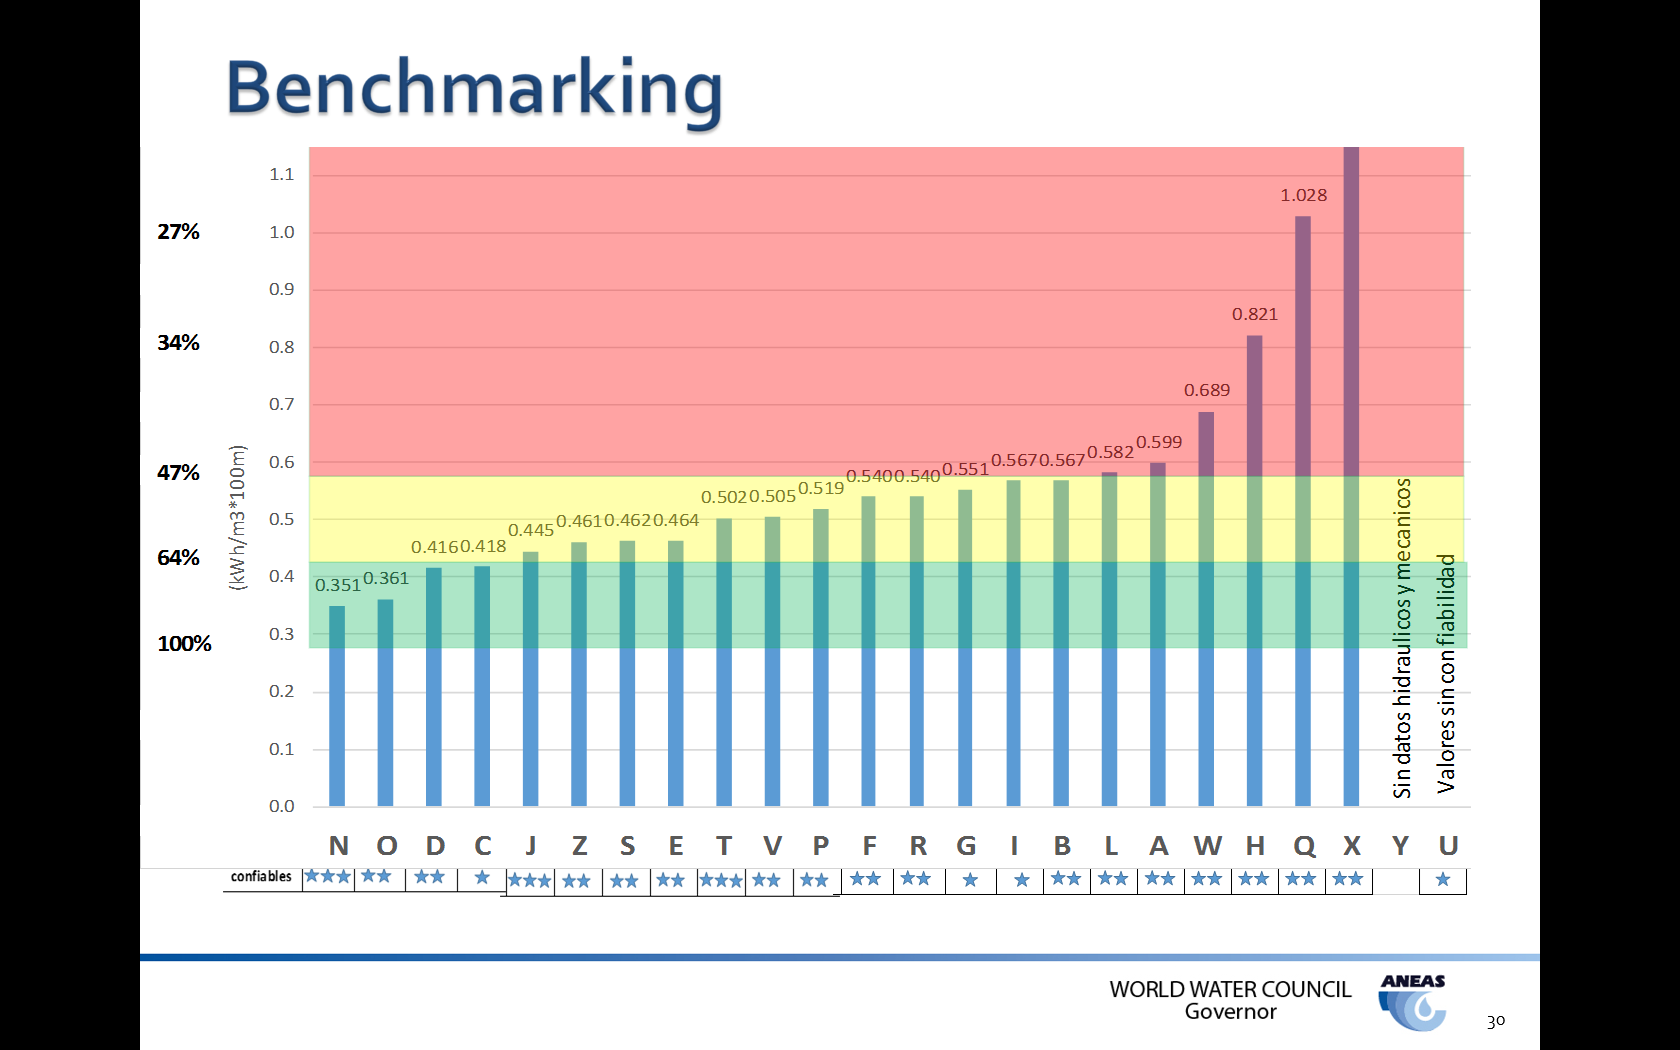 Benchmarking
1.1
27% 1.0
0.9
34% 0.8
0.7
47% 0.6
0.5
64% 0.4
100% 0.3
0.2
0.1
0.0
(kWh/m3*100m)
0.351 0.361 0.416 0.418 0.445 0.461 0.462 0.464 0.502 0.505 0.519 0.540 0.540 0.551 0.567 0.567 0.582 0.599 0.689 0.821 1.028
Sin datos hidraulicos y mecanicos
Valores sin confiabilidad
N O D C J Z S E T V P F R G I B L A W H Q X Y U
confiables
WORLD WATER COUNCIL
Governor
ANEAS
30